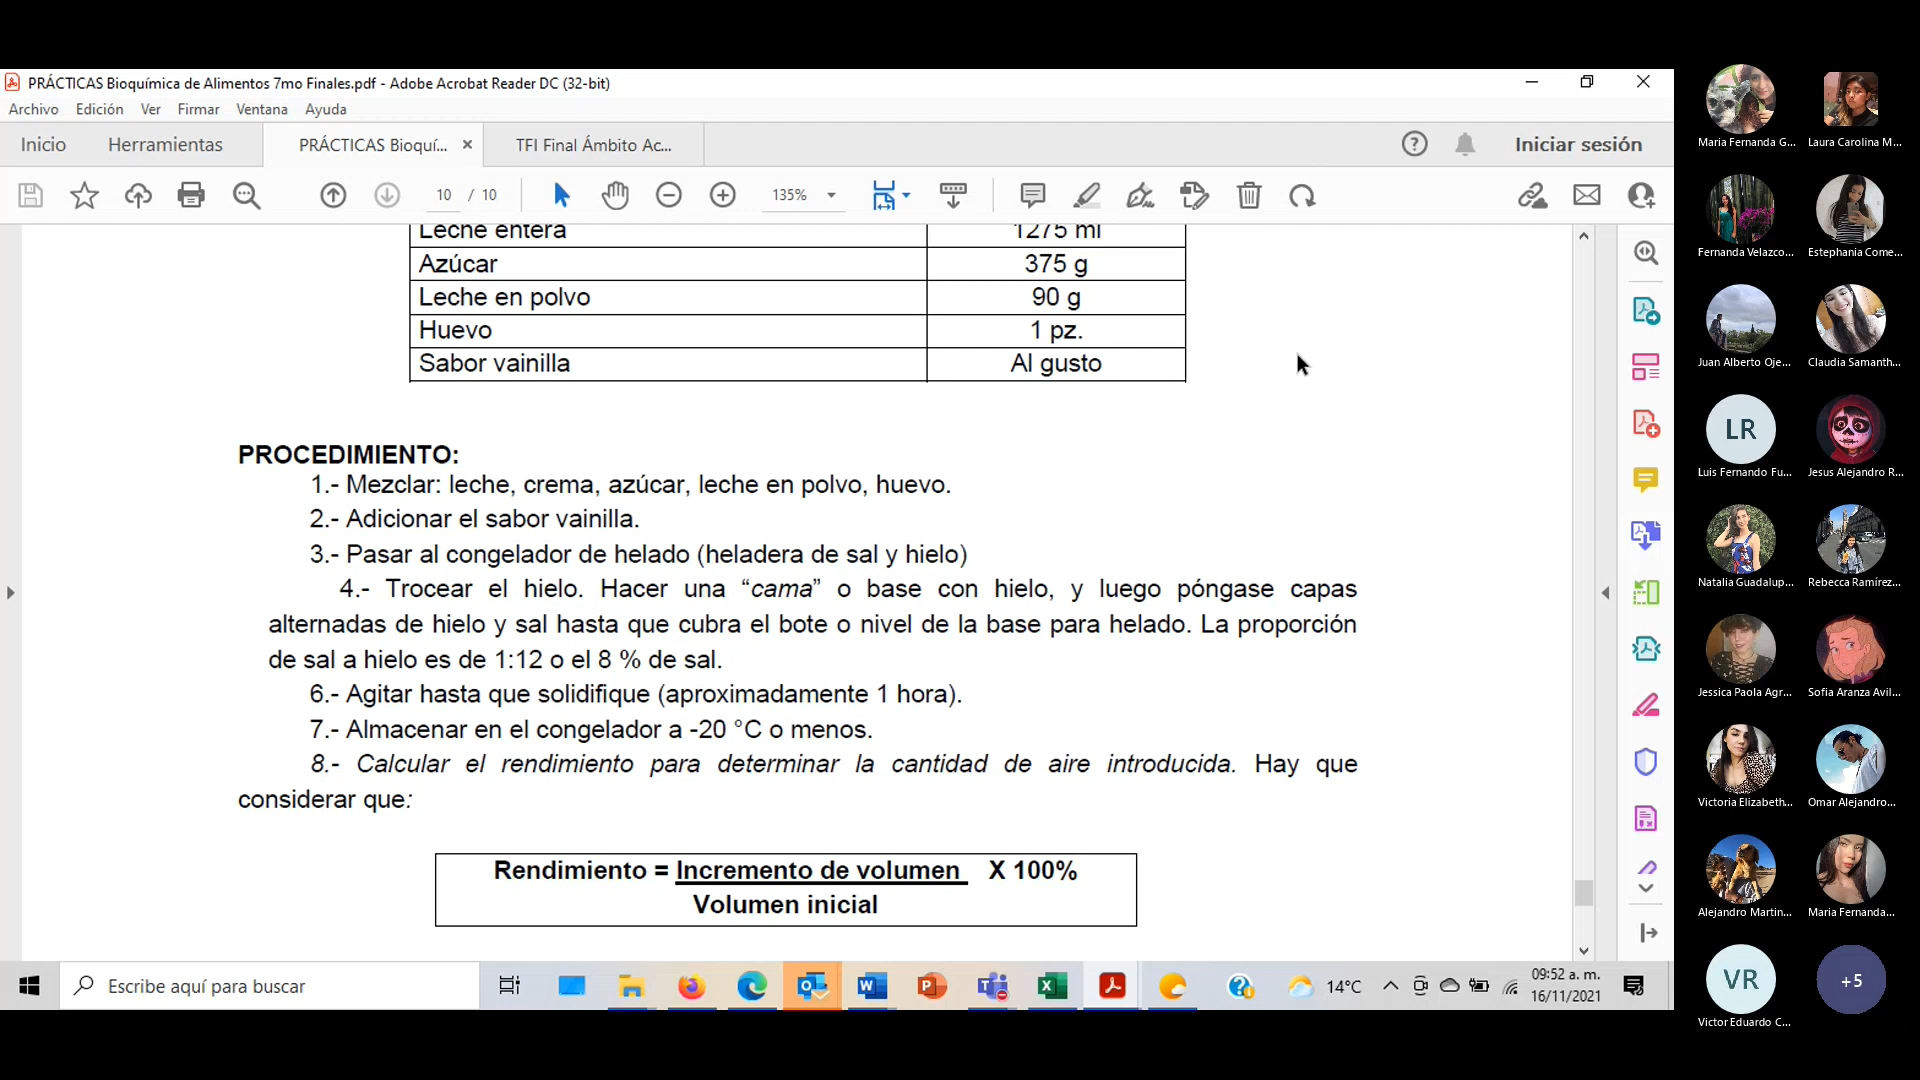 PRÁCTICAS Bioquímica de Alimentos 7mo Finales.pdf - Adobe Acrobat Reader DC (32-bit)
Archivo Edición Ver Firmar Ventana Ayuda
Inicio Herramientas PRÁCTICAS Bioquí... TFI Final Ámbito Ac... Iniciar sesión
10 / 10 135%
Leche entera 1275 ml
Azúcar 375 g
Leche en polvo 90 g
Huevo 1 pz.
Sabor vainilla Al gusto
PROCEDIMIENTO:
1.- Mezclar: leche, crema, azúcar, leche en polvo, huevo.
2.- Adicionar el sabor vainilla.
3.- Pasar al congelador de helado (heladera de sal y hielo)
4.- Trocear el hielo. Hacer una “cama” o base con hielo, y luego póngase capas
alternadas de hielo y sal hasta que cubra el bote o nivel de la base para helado. La proporción
de sal a hielo es de 1:12 o el 8 % de sal.
6.- Agitar hasta que solidifique (aproximadamente 1 hora).
7.- Almacenar en el congelador a -20 °C o menos.
8.- Calcular el rendimiento para determinar la cantidad de aire introducida. Hay que
considerar que:
Rendimiento = Incremento de volumen X 100%
Volumen inicial
Escribe aquí para buscar
14°C
09:52 a. m.
16/11/2021
Maria Fernanda G... Laura Carolina M...
Fernanda Velazco... Estephania Come...
Juan Alberto Oje... Claudia Samanth...
LR
Luis Fernando Fu... Jesus Alejandro R...
Natalia Guadalup... Rebecca Ramírez...
Jessica Paola Agr... Sofia Aranza Avil...
Victoria Elizabeth... Omar Alejandro...
Alejandro Martin... Maria Fernanda...
VR +5
Victor Eduardo C...